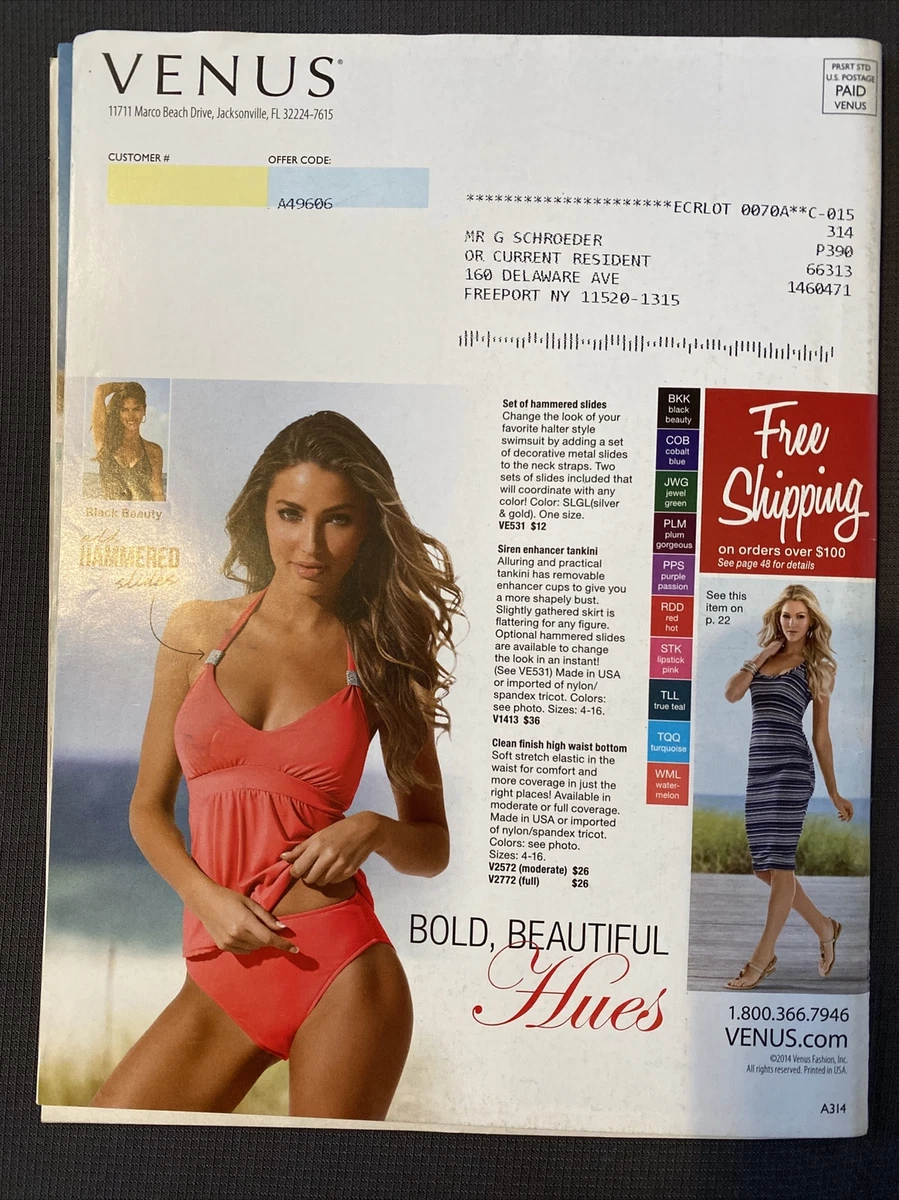 VENUS®
11711 Marco Beach Drive, Jacksonville, FL 32224-7615
PRSRT STD
U.S. POSTAGE
PAID
VENUS
CUSTOMER #
OFFER CODE:
A49606
*********************ECRLOT 0070A**C-015
314
MR G SCHROEDER
P390
OR CURRENT RESIDENT
66313
160 DELAWARE AVE
1460471
FREEPORT NY 11520-1315
Black Beauty
add
HAMMERED
slides
Set of hammered slides
Change the look of your
favorite halter style
swimsuit by adding a set
of decorative metal slides
to the neck straps. Two
sets of slides included that
will coordinate with any
color! Color: SLGL(silver
& gold). One size.
VE531 $12
Siren enhancer tankini
Alluring and practical
tankini has removable
enhancer cups to give you
a more shapely bust.
Slightly gathered skirt is
flattering for any figure.
Optional hammered slides
are available to change
the look in an instant!
(See VE531) Made in USA
or imported of nylon/
spandex tricot. Colors:
see photo. Sizes: 4-16.
V1413 $36
Clean finish high waist bottom
Soft stretch elastic in the
waist for comfort and
more coverage in just the
right places! Available in
moderate or full coverage.
Made in USA or imported
of nylon/spandex tricot.
Colors: see photo.
Sizes: 4-16.
V2572 (moderate) $26
V2772 (full) $26
BKK
black
beauty
COB
cobalt
blue
JWG
jewel
green
PLM
plum
gorgeous
PPS
purple
passion
RDD
red
hot
STK
lipstick
pink
TLL
true teal
TQQ
turquoise
WML
water-
melon
Free
Shipping
on orders over $100
See page 48 for details
See this
item on
p. 22
BOLD, BEAUTIFUL
Hues
1.800.366.7946
VENUS.com
©2014 Venus Fashion, Inc.
All rights reserved. Printed in USA.
A314